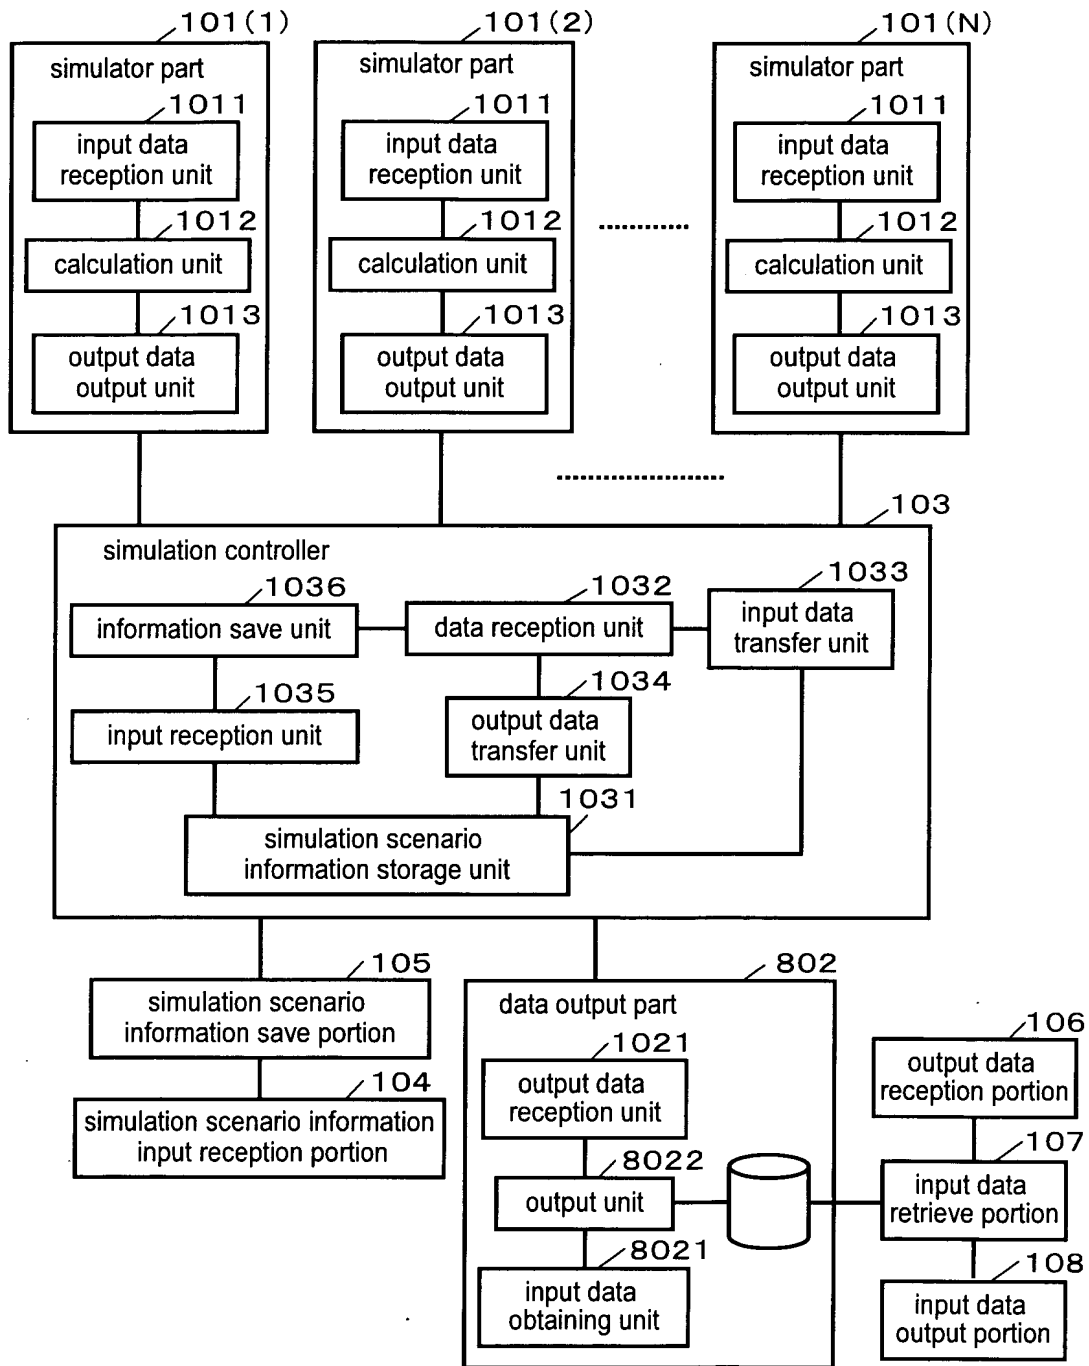 101(1)
101(2)
101(N)
simulator part
simulator part
simulator part
1011
1011
1011
input data
reception unit
input data
reception unit
input data
reception unit
1012
1012
1012
calculation unit
calculation unit
calculation unit
1013
1013
1013
output data
output unit
output data
output unit
output data
output unit
103
simulation controller
1036
1032
1033
information save unit
data reception unit
input data
transfer unit
1035
1034
input reception unit
output data
transfer unit
1031
simulation scenario
information storage unit
105
simulation scenario
information save portion
104
simulation scenario information
input reception portion
802
data output part
1021
output data
reception unit
8022
output unit
8021
input data
obtaining unit
106
output data
reception portion
107
input data
retrieve portion
108
input data
output portion